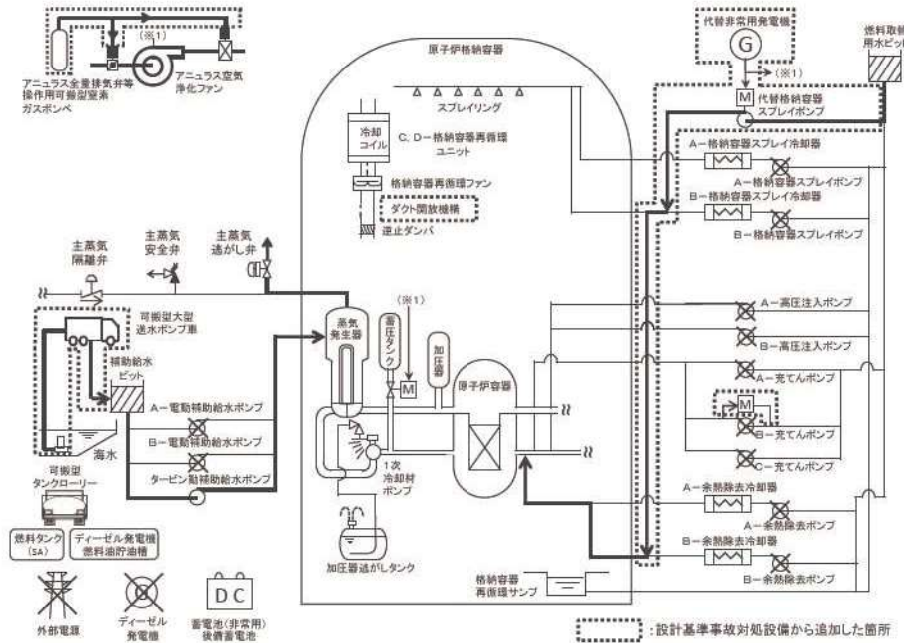 (※1)
アニュラス全量排気弁等
操作用可搬型窒素
ガスボンベ
アニュラス空気
浄化ファン
原子炉格納容器
スプレイリング
冷却
コイル
C, D-格納容器再循環
ユニット
格納容器再循環ファン
ダクト開放機構
逆止ダンパ
代替非常用発電機
G
(※1)
M
代替格納容器
スプレイポンプ
燃料取替
用水ピット
A-格納容器スプレイ冷却器
A-格納容器スプレイポンプ
B-格納容器スプレイ冷却器
B-格納容器スプレイポンプ
主蒸気
隔離弁
主蒸気
安全弁
主蒸気
逃がし弁
可搬型大型
送水ポンプ車
補助給水
ピット
海水
A-電動補助給水ポンプ
B-電動補助給水ポンプ
タービン動補助給水ポンプ
蒸気
発生器
蓄圧タンク
(※1)
M
加圧器
原子炉容器
1次
冷却材
ポンプ
加圧器逃がしタンク
格納容器
再循環サンプ
A-高圧注入ポンプ
B-高圧注入ポンプ
A-充てんポンプ
M
B-充てんポンプ
C-充てんポンプ
A-余熱除去冷却器
A-余熱除去ポンプ
B-余熱除去冷却器
B-余熱除去ポンプ
可搬型
タンクローリー
燃料タンク
(SA)
ディーゼル発電機
燃料油貯油槽
外部電源
ディーゼル
発電機
DC
蓄電池(非常用)
後備蓄電池
:設計基準事故対処設備から追加した箇所